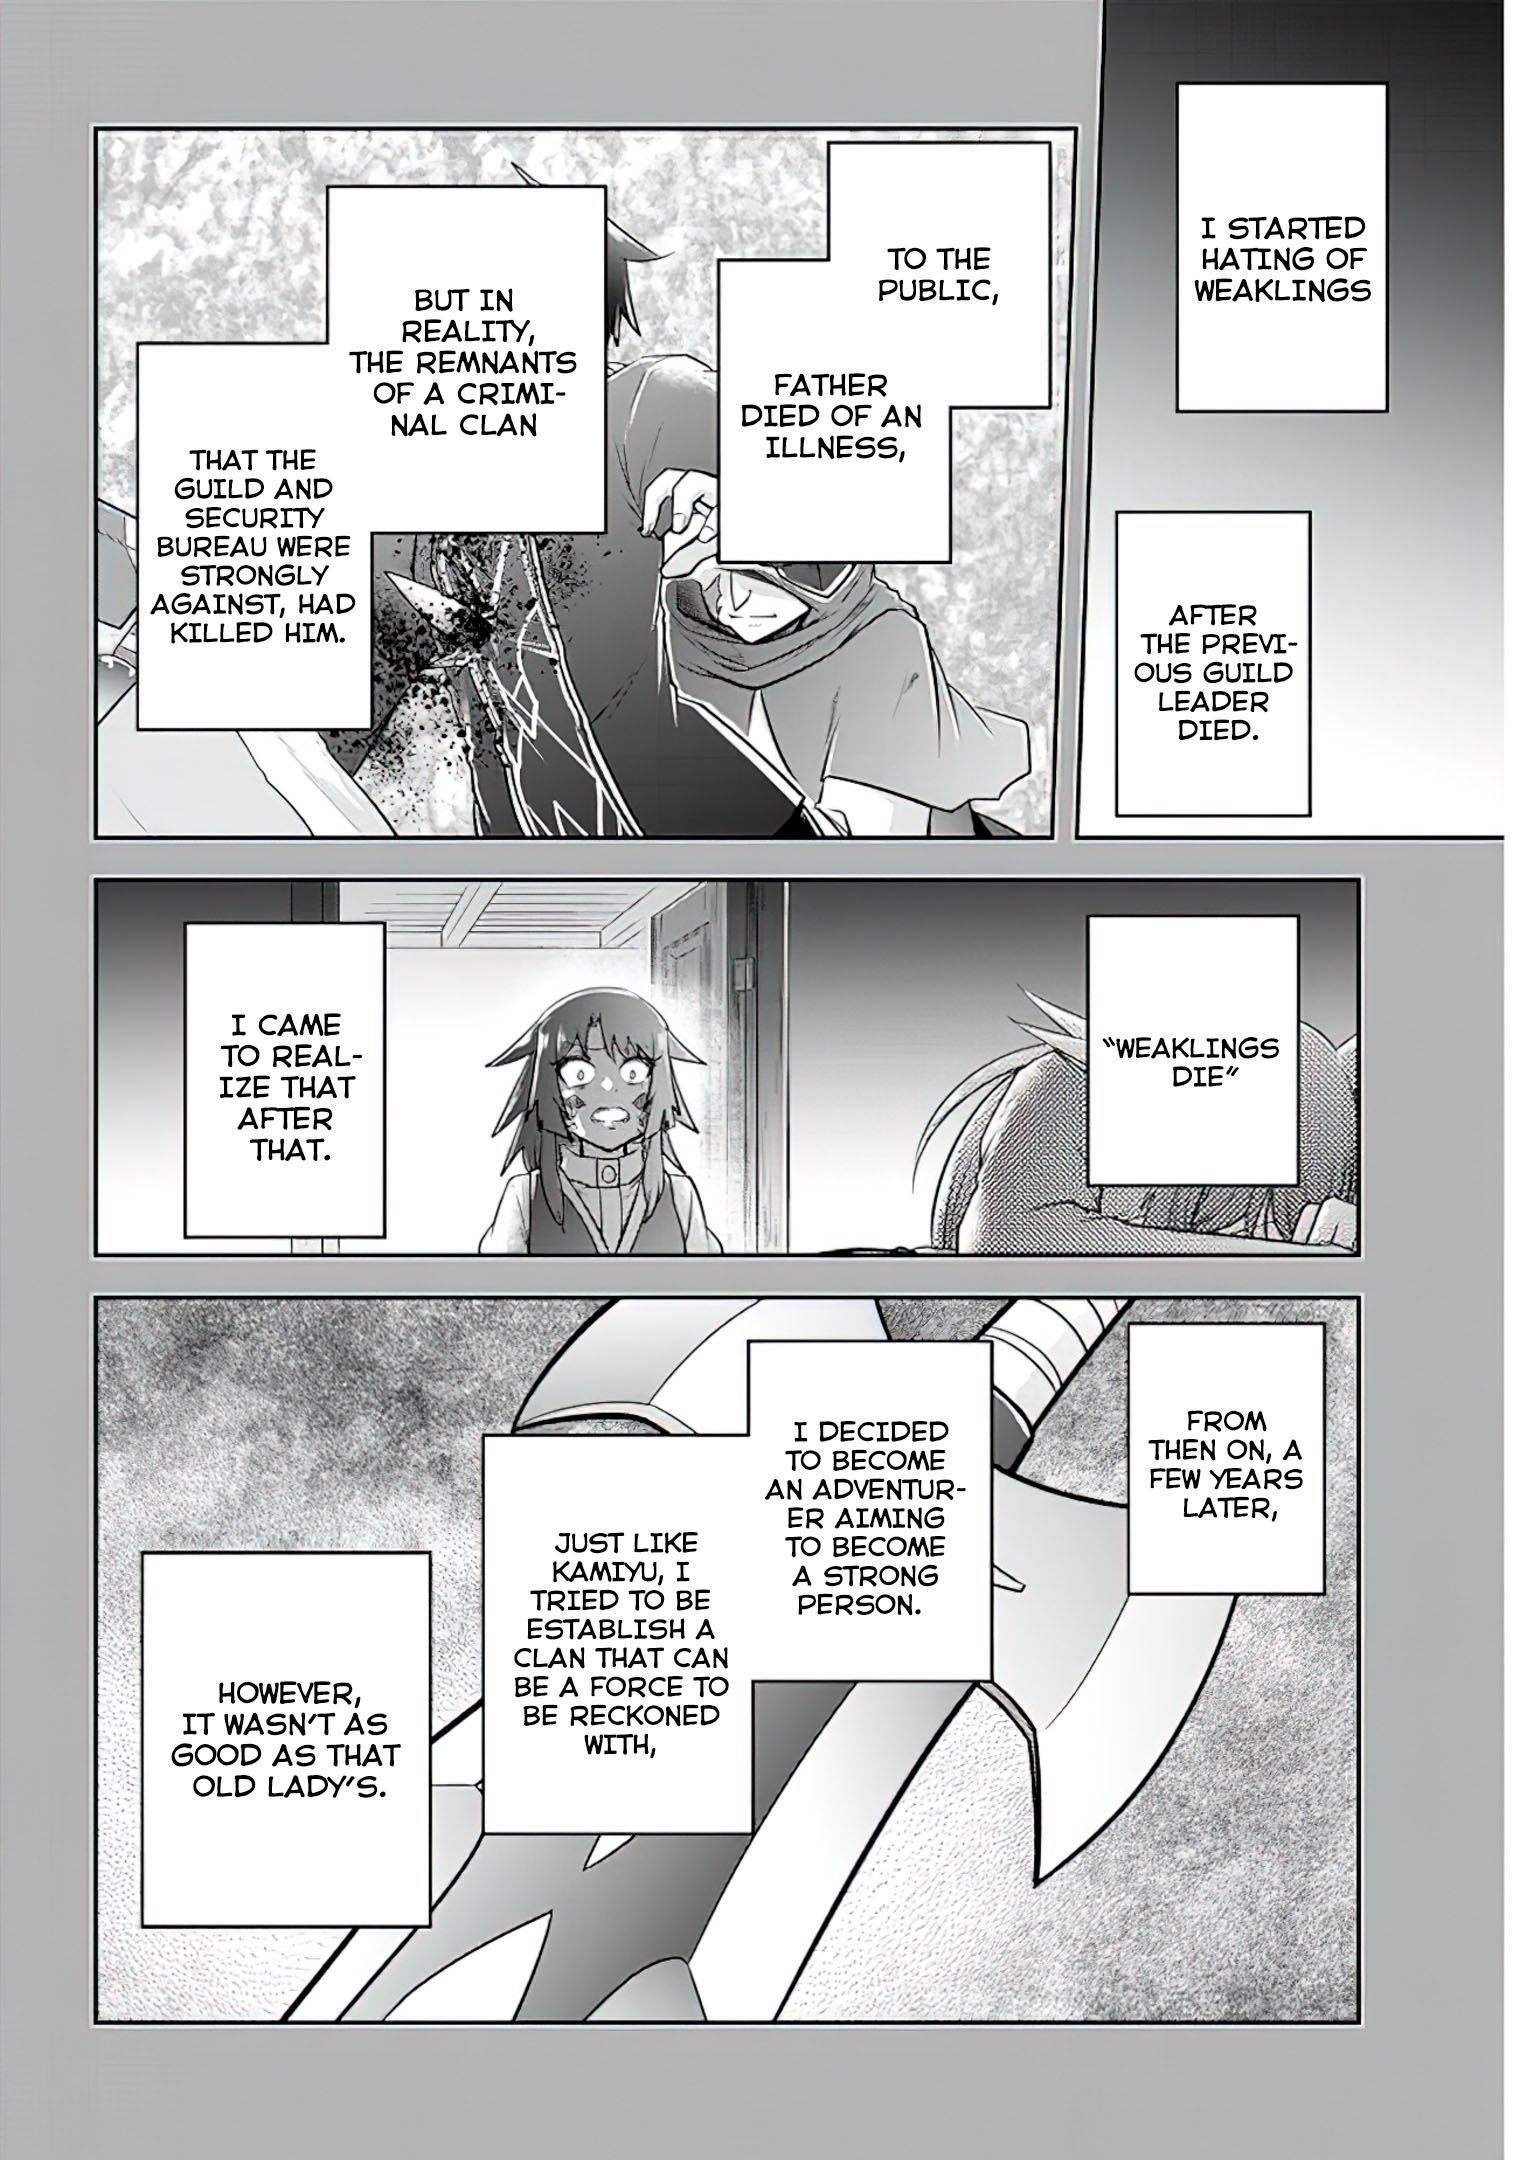 I STARTED
HATING OF
WEAKLINGS
AFTER
THE PREVI-
OUS GUILD
LEADER
DIED.
TO THE
PUBLIC,
FATHER
DIED OF AN
ILLNESS,
BUT IN
REALITY,
THE REMNANTS
OF A CRIMI-
NAL CLAN
THAT THE
GUILD AND
SECURITY
BUREAU WERE
STRONGLY
AGAINST, HAD
KILLED HIM.
"WEAKLINGS
DIE"
I CAME
TO REAL-
IZE THAT
AFTER
THAT.
FROM
THEN ON, A
FEW YEARS
LATER,
I DECIDED
TO BECOME
AN ADVENTUR-
ER AIMING
TO BECOME
A STRONG
PERSON.
JUST LIKE
KAMIYU, I
TRIED TO BE
ESTABLISH A
CLAN THAT CAN
BE A FORCE TO
BE RECKONED
WITH,
HOWEVER,
IT WASN'T AS
GOOD AS THAT
OLD LADY'S.